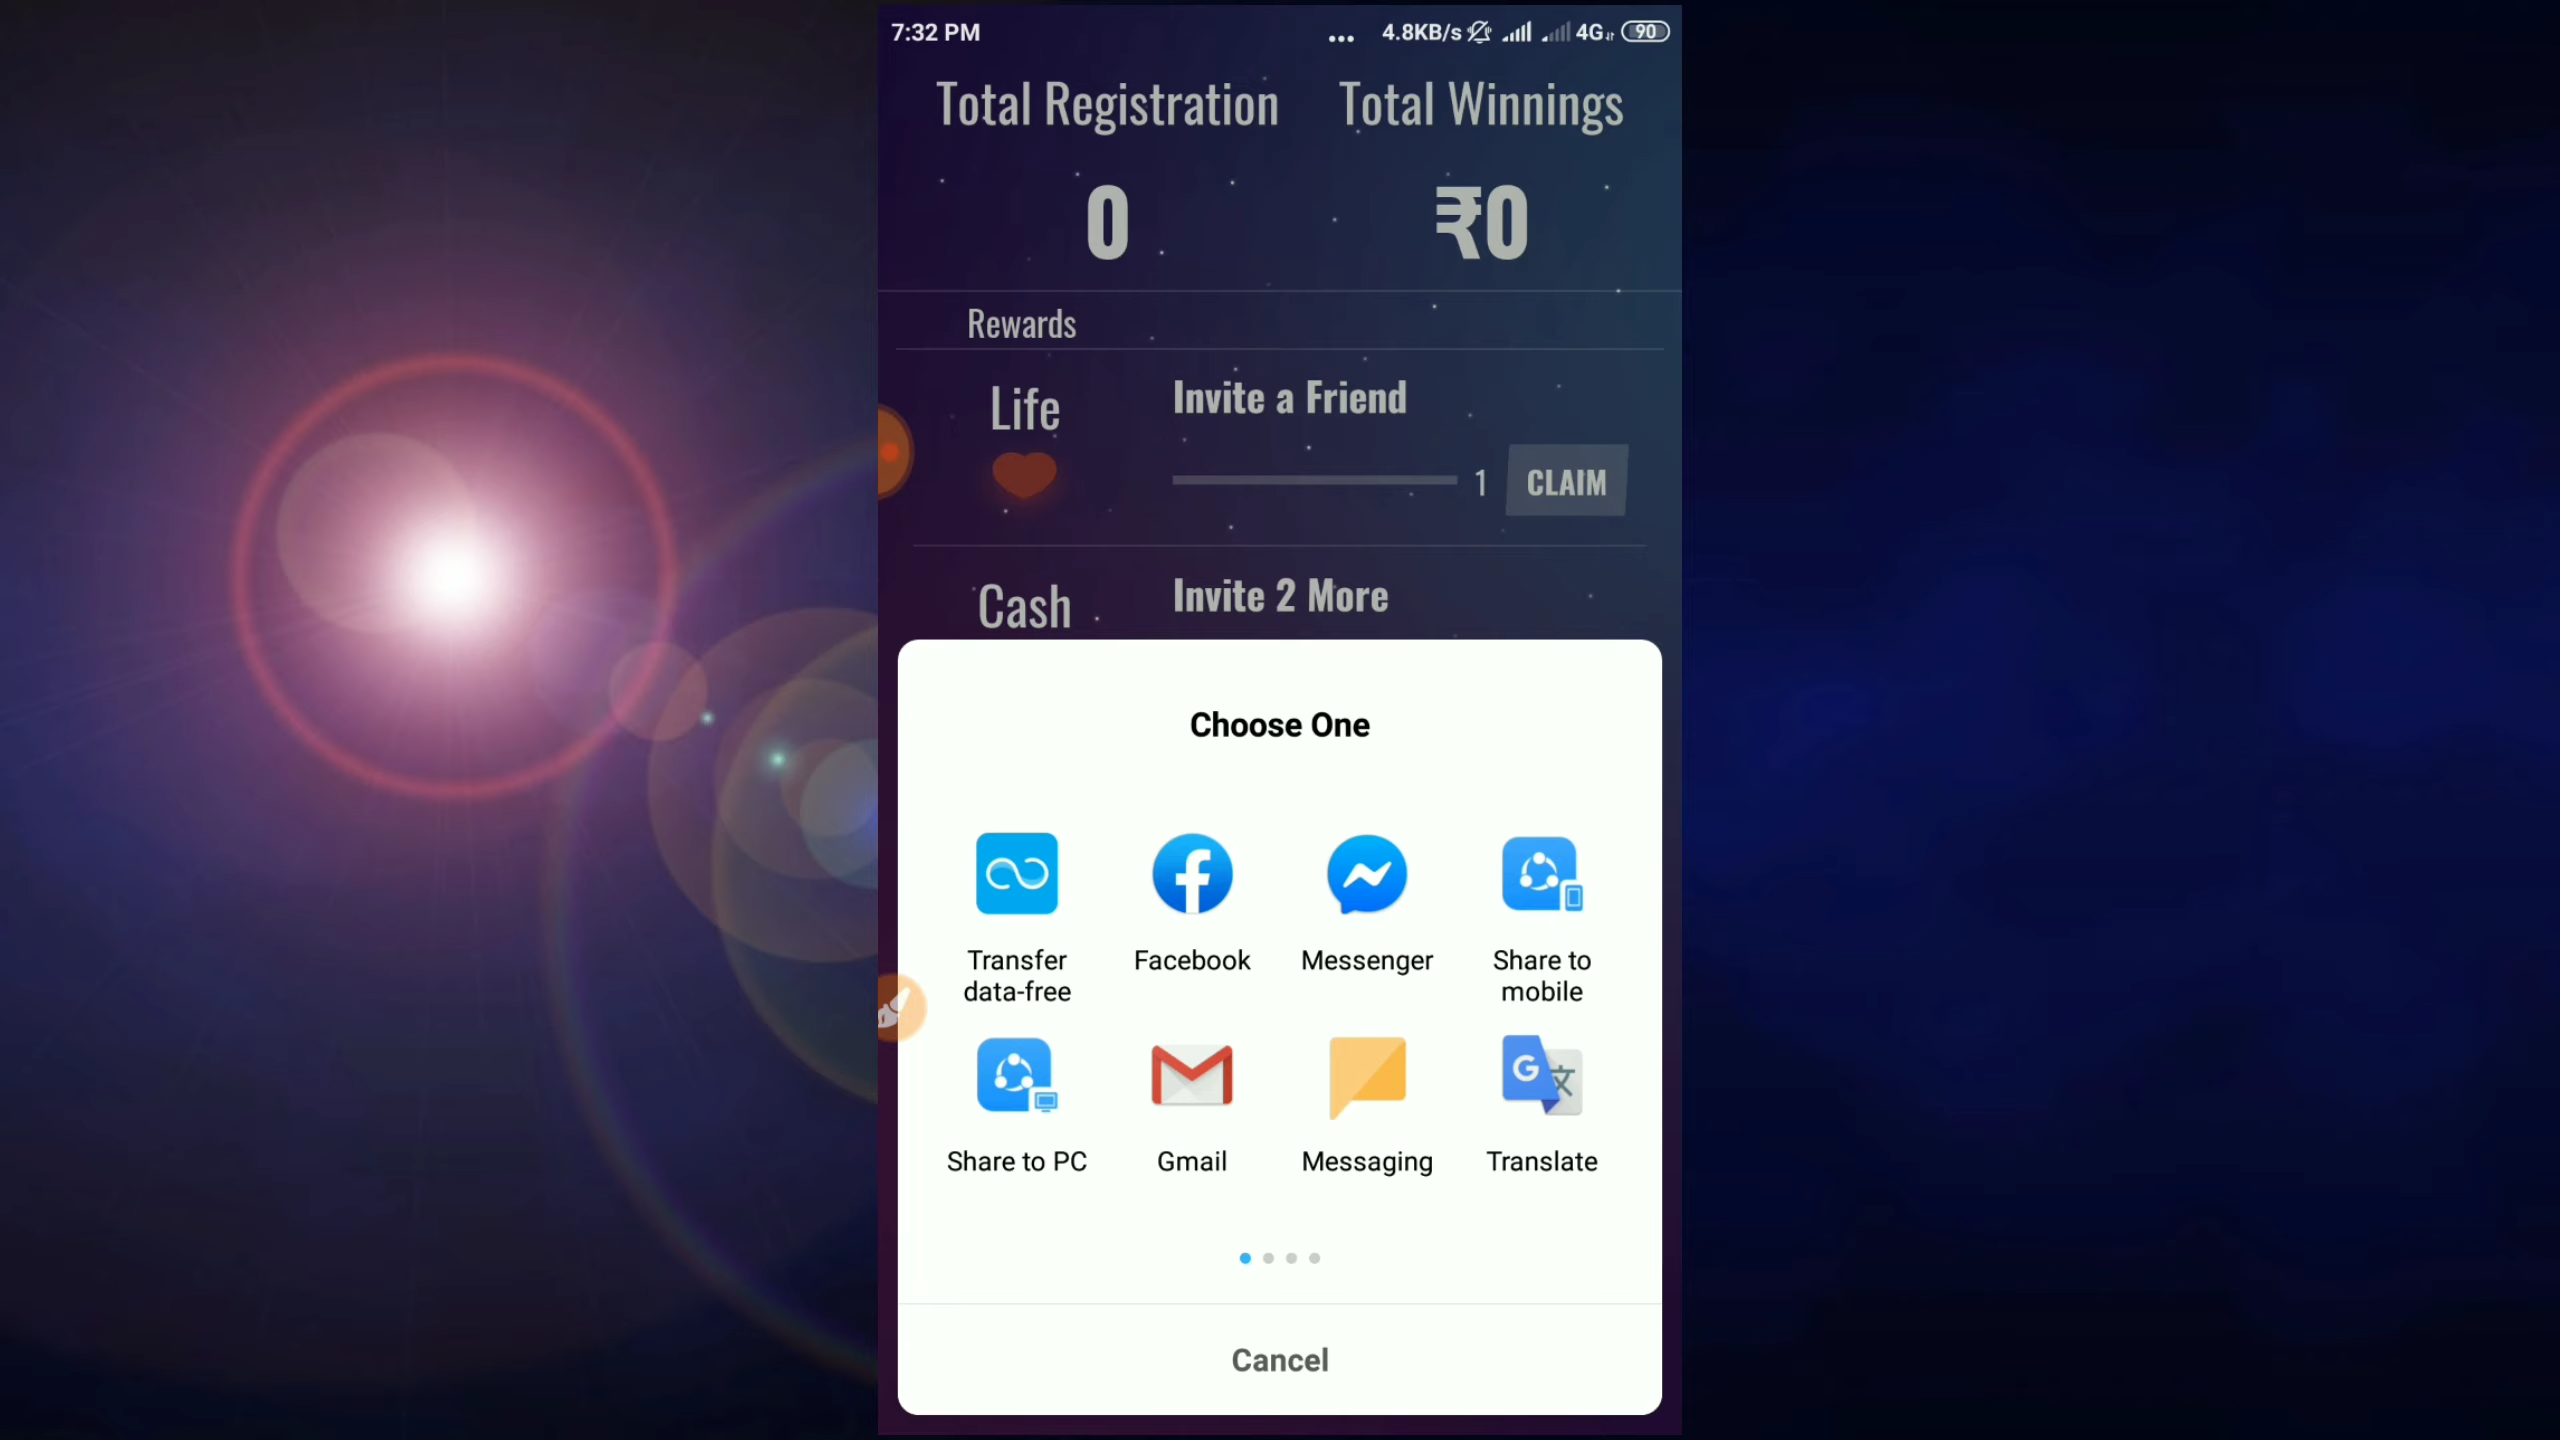 7:32 PM
... 4.8KB/s 4G 90
Total Registration Total Winnings
0 ₹0
Rewards
Life Invite a Friend
1 CLAIM
Cash Invite 2 More
Choose One
Transfer data-free
Facebook
Messenger
Share to mobile
Share to PC
Gmail
Messaging
Translate
Cancel